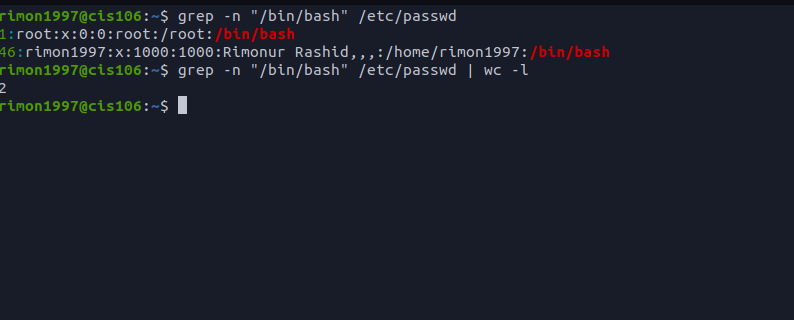 rimon1997@cis106:~$ grep -n "/bin/bash" /etc/passwd
1:root:x:0:0:root:/root:/bin/bash
46:rimon1997:x:1000:1000:Rimonur Rashid,,,:/home/rimon1997:/bin/bash
rimon1997@cis106:~$ grep -n "/bin/bash" /etc/passwd | wc -l
2
rimon1997@cis106:~$